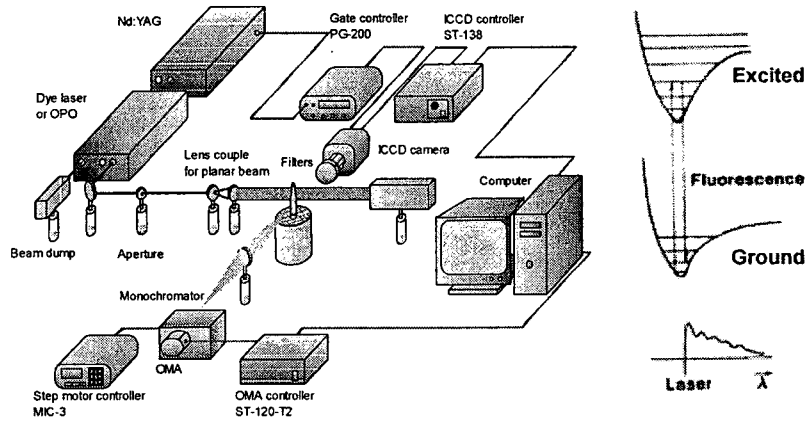 Nd:YAG
Gate controller
PG-200
ICCD controller
ST-138
Dye laser
or OPO
Lens couple
for planar beam
Filters
ICCD camera
Computer
Beam dump
Aperture
Monochromator
OMA
Step motor controller
MIC-3
OMA controller
ST-120-T2
Excited
Fluorescence
Ground
Laser
λ